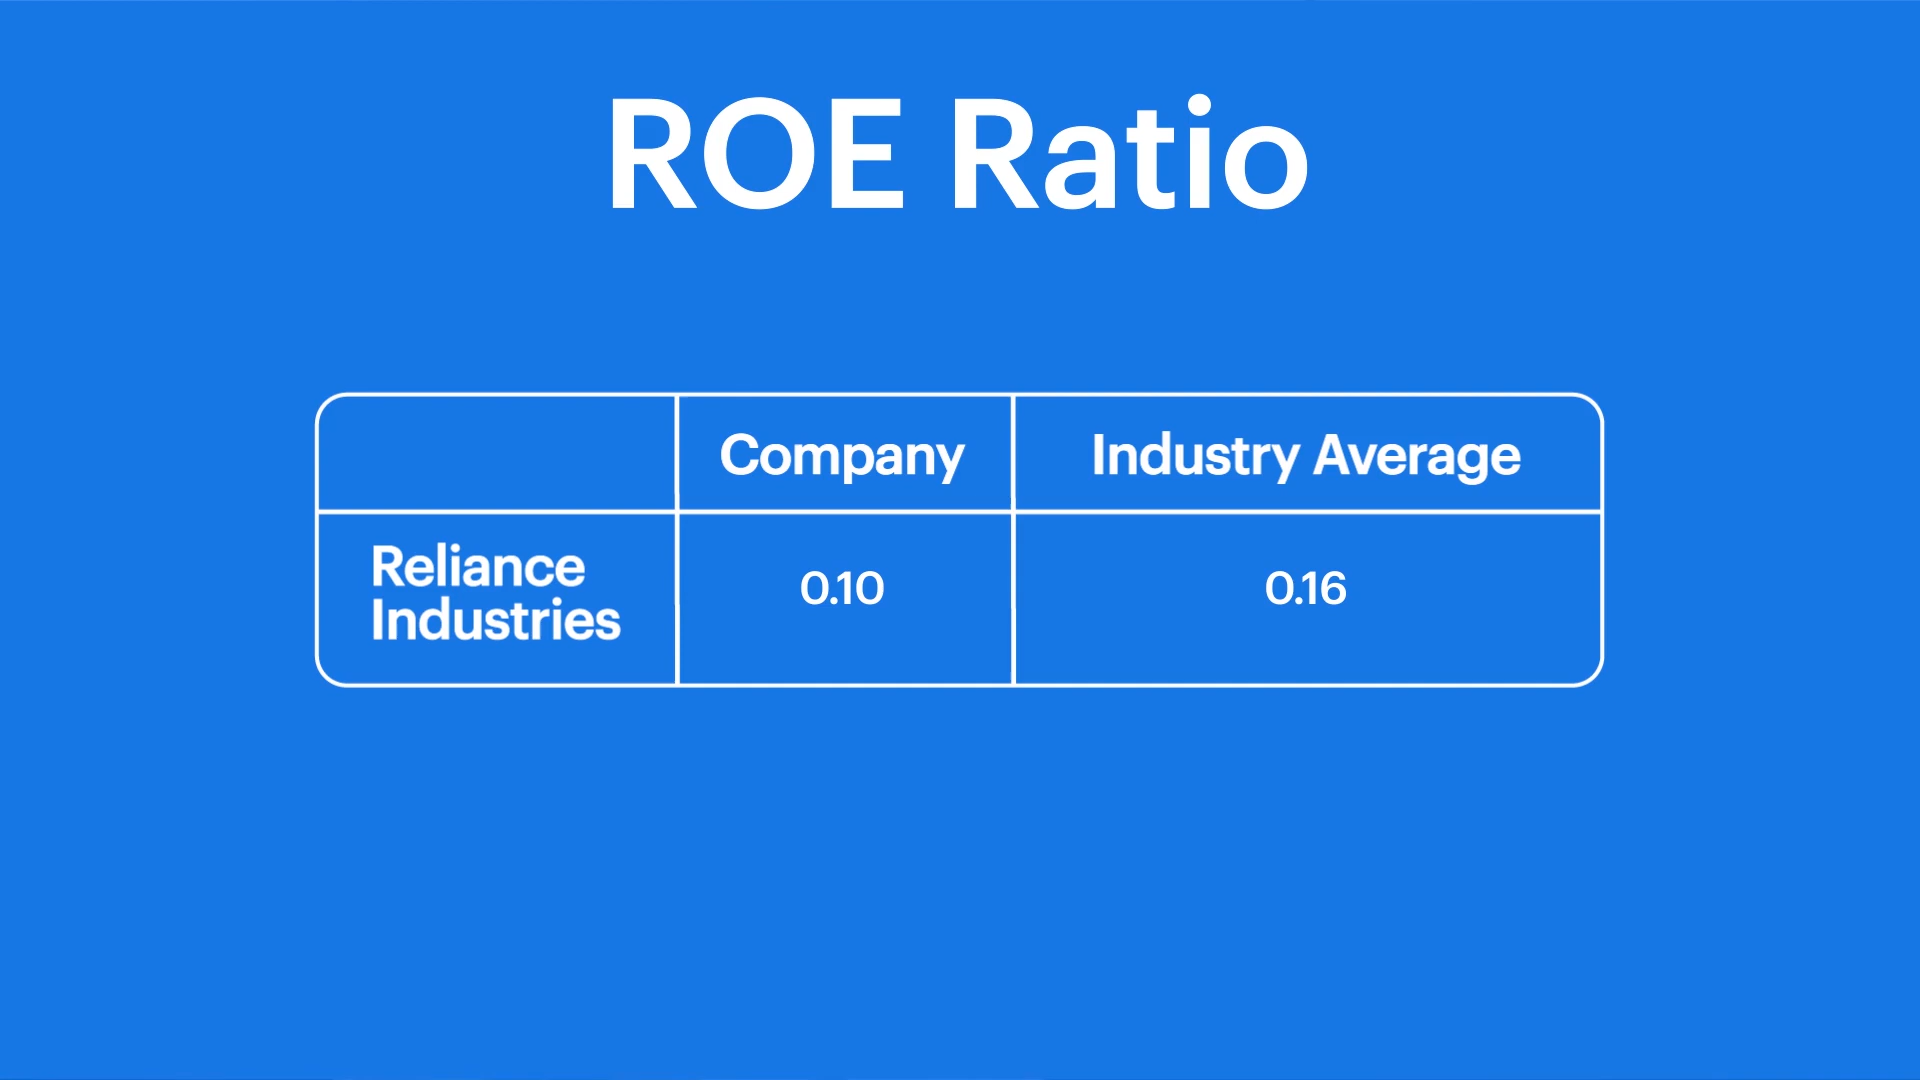 ROE Ratio
Company
Industry Average
Reliance
Industries
0.10
0.16